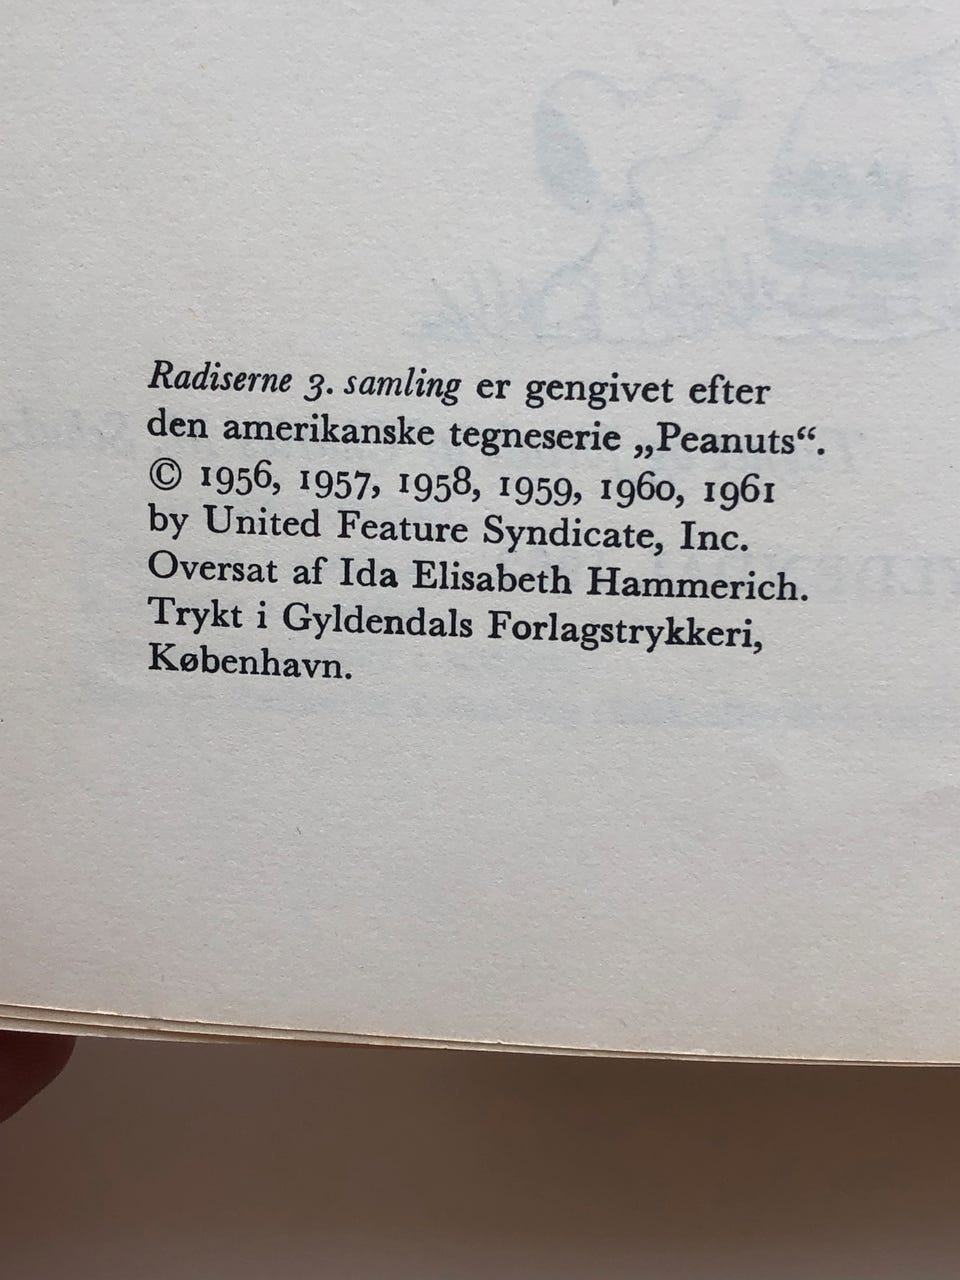 Radiserne 3. samling er gengivet efter
den amerikanske tegneserie „Peanuts“.
© 1956, 1957, 1958, 1959, 1960, 1961
by United Feature Syndicate, Inc.
Oversat af Ida Elisabeth Hammerich.
Trykt i Gyldendals Forlagstrykkeri,
København.